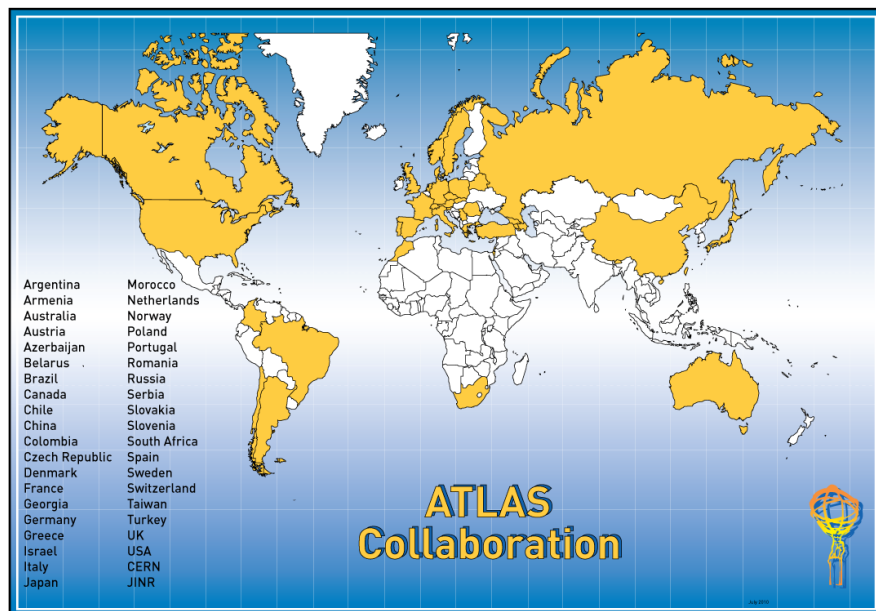 Argentina
Armenia
Australia
Austria
Azerbaijan
Belarus
Brazil
Canada
Chile
China
Colombia
Czech Republic
Denmark
France
Georgia
Germany
Greece
Israel
Italy
Japan
Morocco
Netherlands
Norway
Poland
Portugal
Romania
Russia
Serbia
Slovakia
Slovenia
South Africa
Spain
Sweden
Switzerland
Taiwan
Turkey
UK
USA
CERN
JINR
ATLAS
Collaboration
July 2010